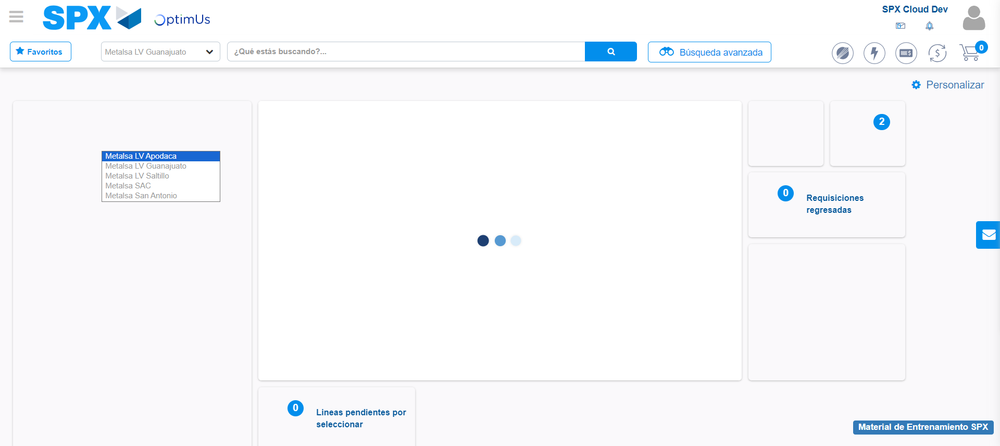 SPX
OptimUs
SPX Cloud Dev
Favoritos
Metalsa LV Guanajuato
¿Qué estás buscando?...
Búsqueda avanzada
0
Personalizar
2
Metalsa LV Apodaca
Metalsa LV Guanajuato
Metalsa LV Saltillo
Metalsa SAC
Metalsa San Antonio
0
Requisiciones
regresadas
0
Lineas pendientes por
seleccionar
Material de Entrenamiento SPX